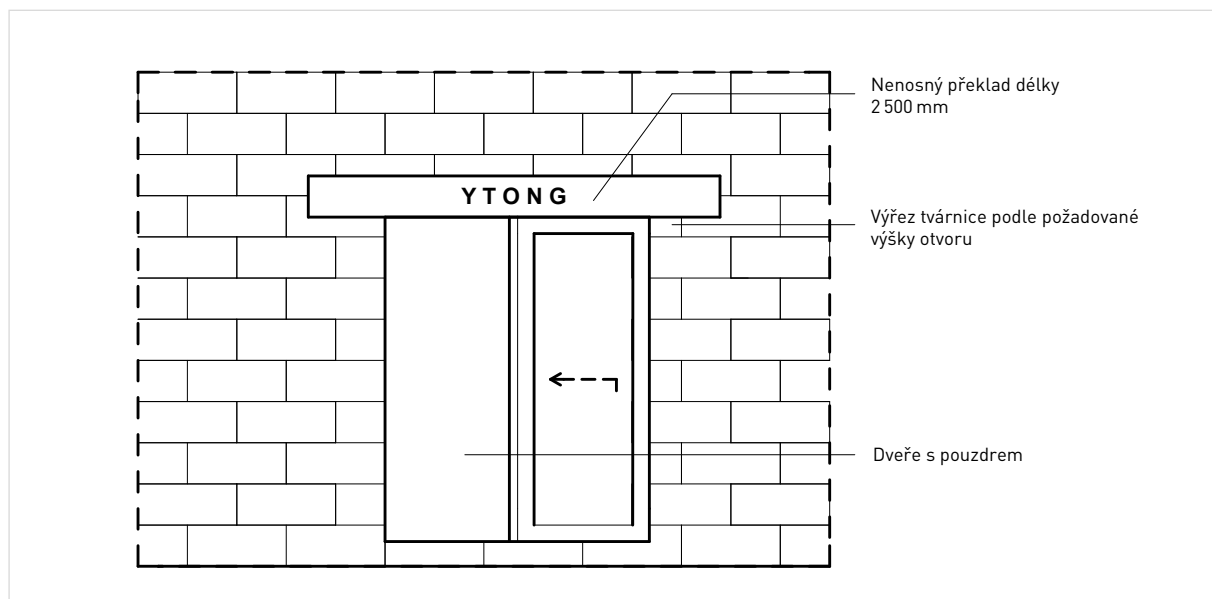 Nenosný překlad délky
2 500 mm
YTONG
Výřez tvárnice podle požadované
výšky otvoru
Dveře s pouzdrem